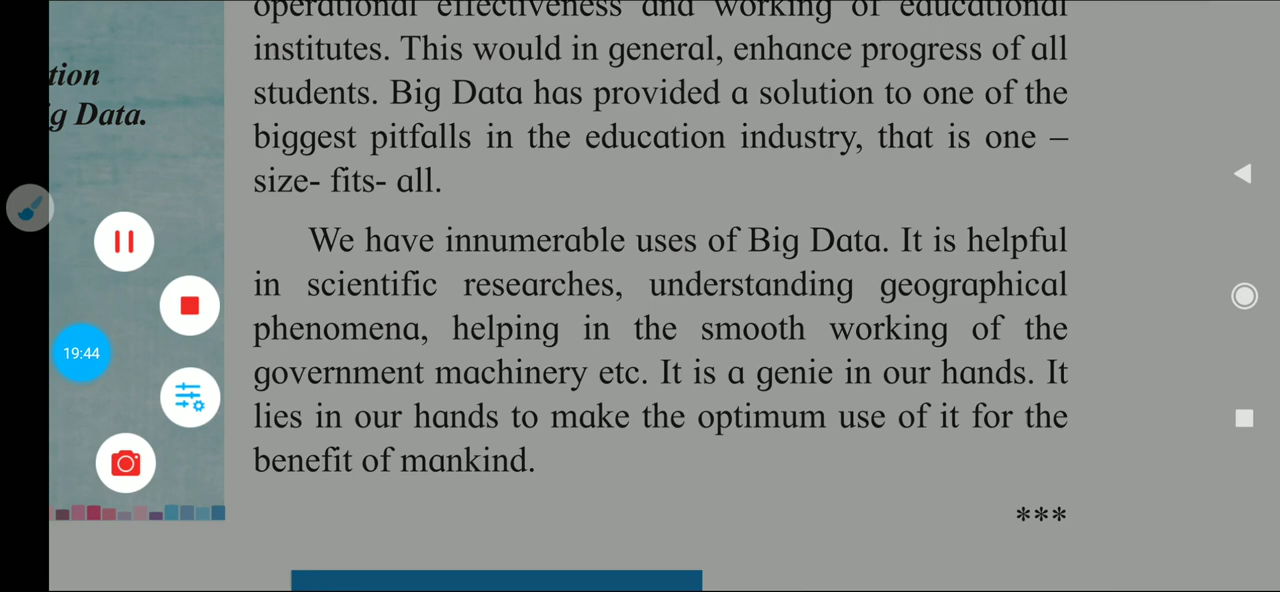 operational effectiveness and working of educational
institutes. This would in general, enhance progress of all
tion
students. Big Data has provided a solution to one of the
g Data.
biggest pitfalls in the education industry, that is one –
size- fits- all.
We have innumerable uses of Big Data. It is helpful
in scientific researches, understanding geographical
phenomena, helping in the smooth working of the
19:44
government machinery etc. It is a genie in our hands. It
lies in our hands to make the optimum use of it for the
benefit of mankind.
***